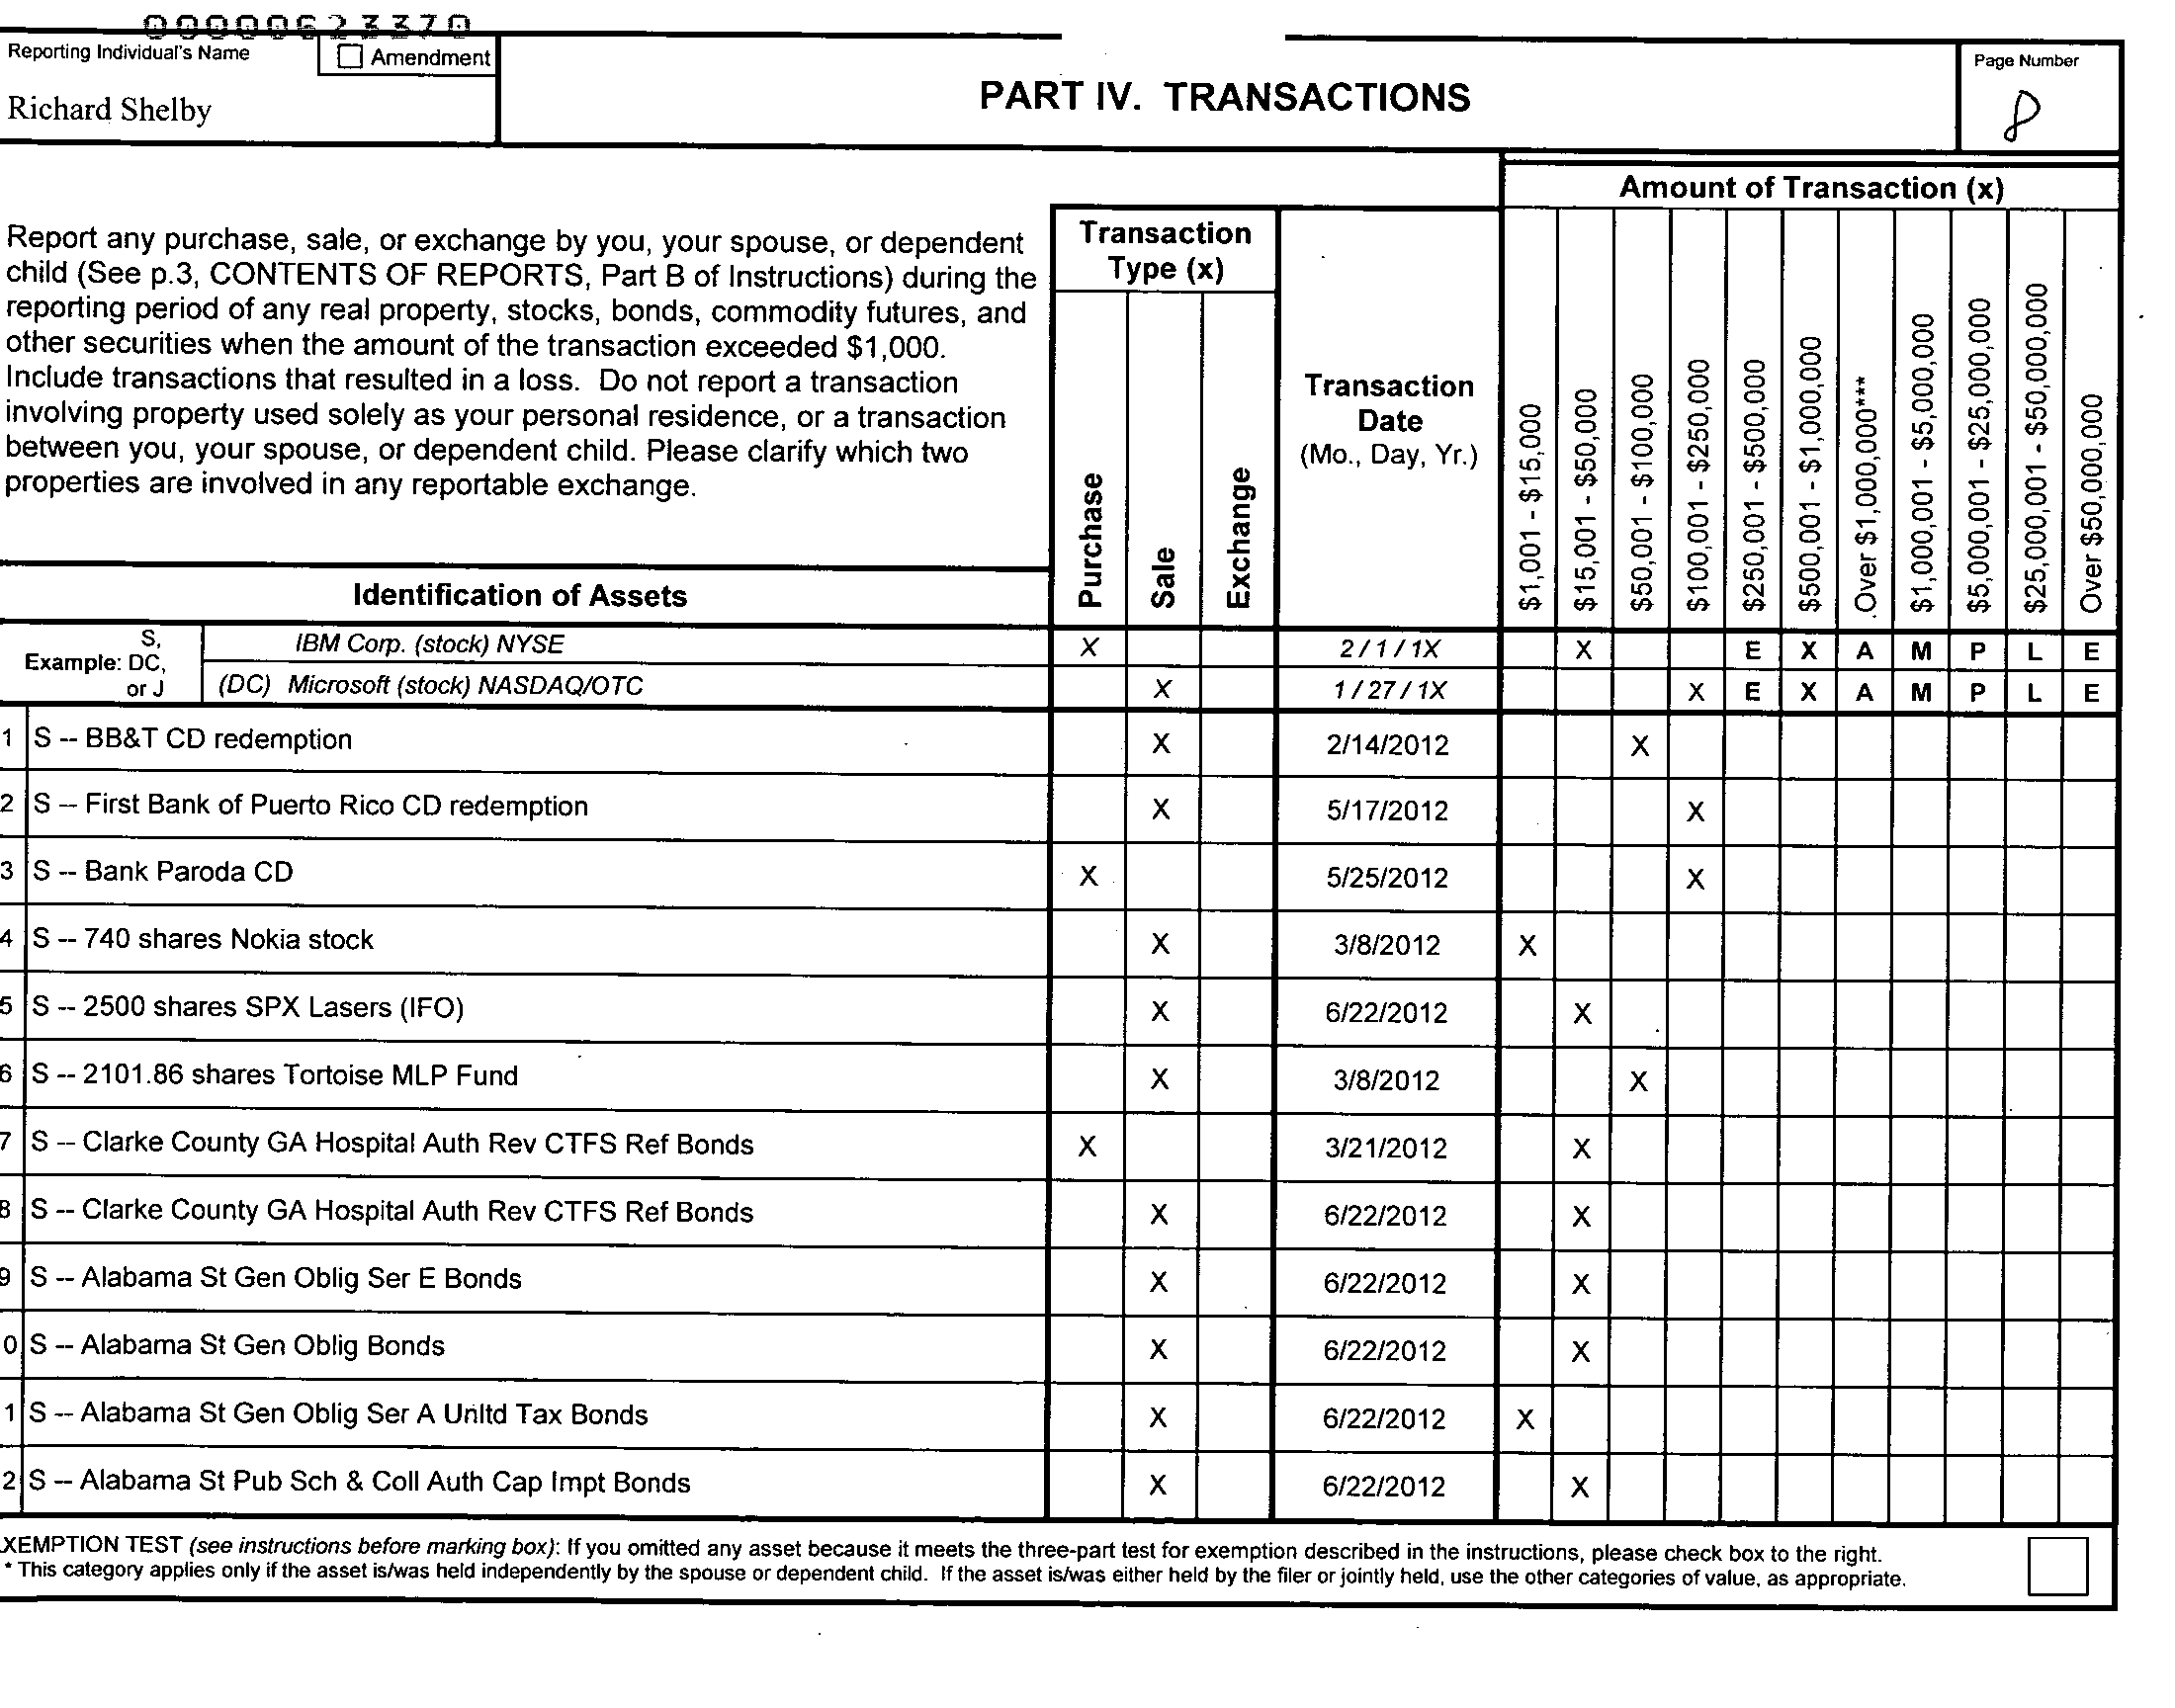 00000623370
Reporting Individual's Name
Amendment
Richard Shelby
PART IV. TRANSACTIONS
Page Number
8
Amount of Transaction (x)
Report any purchase, sale, or exchange by you, your spouse, or dependent
child (See p.3, CONTENTS OF REPORTS, Part B of Instructions) during the
reporting period of any real property, stocks, bonds, commodity futures, and
other securities when the amount of the transaction exceeded $1,000.
Include transactions that resulted in a loss. Do not report a transaction
involving property used solely as your personal residence, or a transaction
between you, your spouse, or dependent child. Please clarify which two
properties are involved in any reportable exchange.
Transaction
Type (x)
Purchase
Sale
Exchange
Transaction
Date
(Mo., Day, Yr.)
$1,001 - $15,000
$15,001 - $50,000
$50,001 - $100,000
$100,001 - $250,000
$250,001 - $500,000
$500,001 - $1,000,000
Over $1,000,000***
$1,000,001 - $5,000,000
$5,000,001 - $25,000,000
$25,000,001 - $50,000,000
Over $50,000,000
Identification of Assets
Example: S, DC, or J
IBM Corp. (stock) NYSE X 2 / 1 / 1X X E X A M P L E
(DC) Microsoft (stock) NASDAQ/OTC X 1 / 27 / 1X X E X A M P L E
1 S -- BB&T CD redemption X 2/14/2012 X
2 S -- First Bank of Puerto Rico CD redemption X 5/17/2012 X
3 S -- Bank Paroda CD X 5/25/2012 X
4 S -- 740 shares Nokia stock X 3/8/2012 X
5 S -- 2500 shares SPX Lasers (IFO) X 6/22/2012 X
6 S -- 2101.86 shares Tortoise MLP Fund X 3/8/2012 X
7 S -- Clarke County GA Hospital Auth Rev CTFS Ref Bonds X 3/21/2012 X
8 S -- Clarke County GA Hospital Auth Rev CTFS Ref Bonds X 6/22/2012 X
9 S -- Alabama St Gen Oblig Ser E Bonds X 6/22/2012 X
0 S -- Alabama St Gen Oblig Bonds X 6/22/2012 X
1 S -- Alabama St Gen Oblig Ser A Unltd Tax Bonds X 6/22/2012 X
2 S -- Alabama St Pub Sch & Coll Auth Cap Impt Bonds X 6/22/2012 X
XEMPTION TEST (see instructions before marking box): If you omitted any asset because it meets the three-part test for exemption described in the instructions, please check box to the right.
* This category applies only if the asset is/was held independently by the spouse or dependent child. If the asset is/was either held by the filer or jointly held, use the other categories of value, as appropriate.